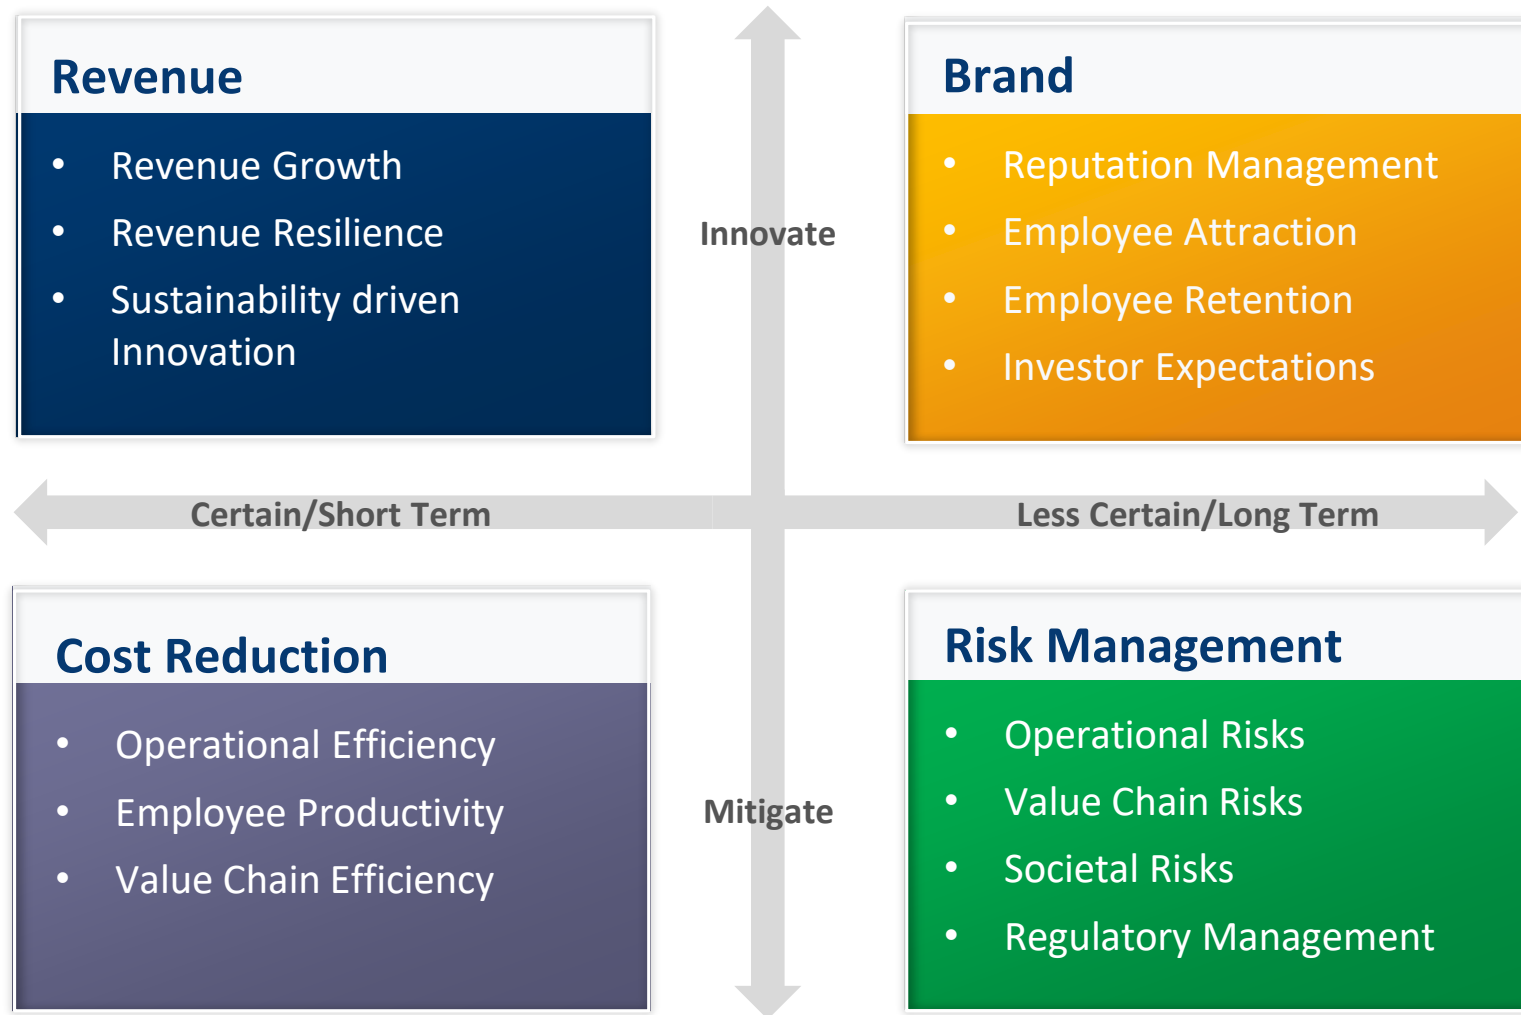 Revenue
• Revenue Growth
• Revenue Resilience
• Sustainability driven
Innovation
Innovate
Brand
• Reputation Management
• Employee Attraction
• Employee Retention
• Investor Expectations
Certain/Short Term
Less Certain/Long Term
Cost Reduction
• Operational Efficiency
• Employee Productivity
• Value Chain Efficiency
Mitigate
Risk Management
• Operational Risks
• Value Chain Risks
• Societal Risks
• Regulatory Management